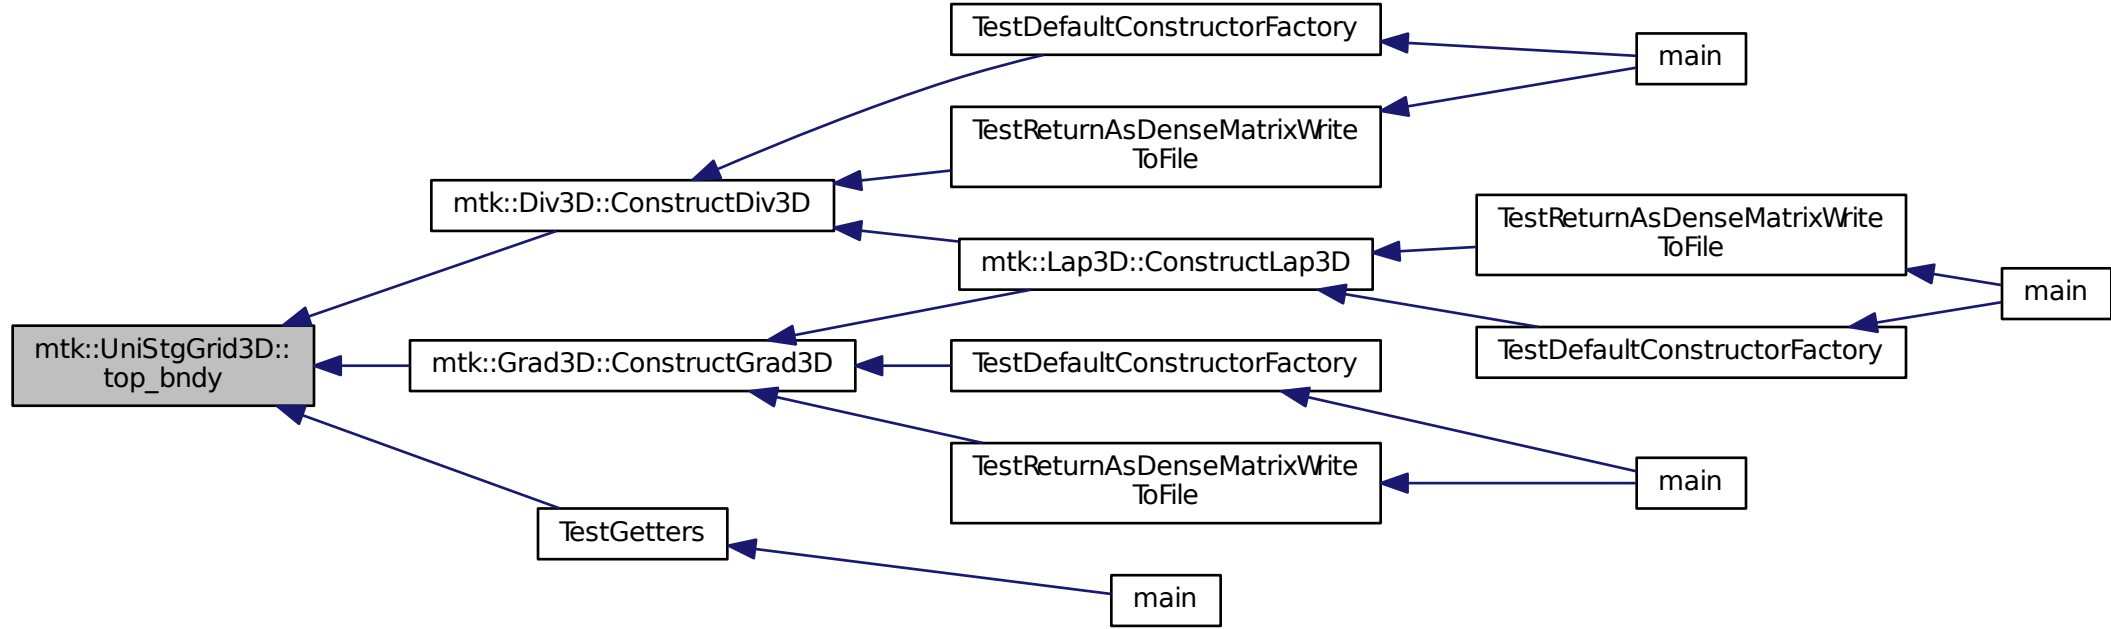 TestDefaultConstructorFactory
main
TestReturnAsDenseMatrixWrite
ToFile
mtk::Div3D::ConstructDiv3D
TestReturnAsDenseMatrixWrite
ToFile
mtk::Lap3D::ConstructLap3D
main
mtk::UniStgGrid3D::
top_bndy
mtk::Grad3D::ConstructGrad3D
TestDefaultConstructorFactory
TestDefaultConstructorFactory
TestReturnAsDenseMatrixWrite
ToFile
main
TestGetters
main